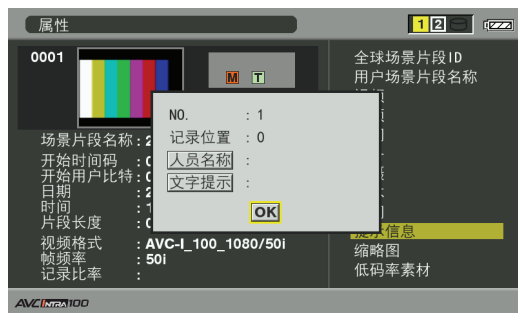 属性
1 2
0001
M T
全球场景片段ID
用户场景片段名称
NO. : 1
记录位置 : 0
人员名称 :
文字提示 :
OK
场景片段名称 : 2
开始时间码 : 0
开始用户比特 : 0
日期 : 2
时间 : 1
片段长度 : 0
视频格式 : AVC-I_100_1080/50i
帧频率 : 50i
记录比率 :
提示信息
缩略图
低码率素材
AVC INTRA 100